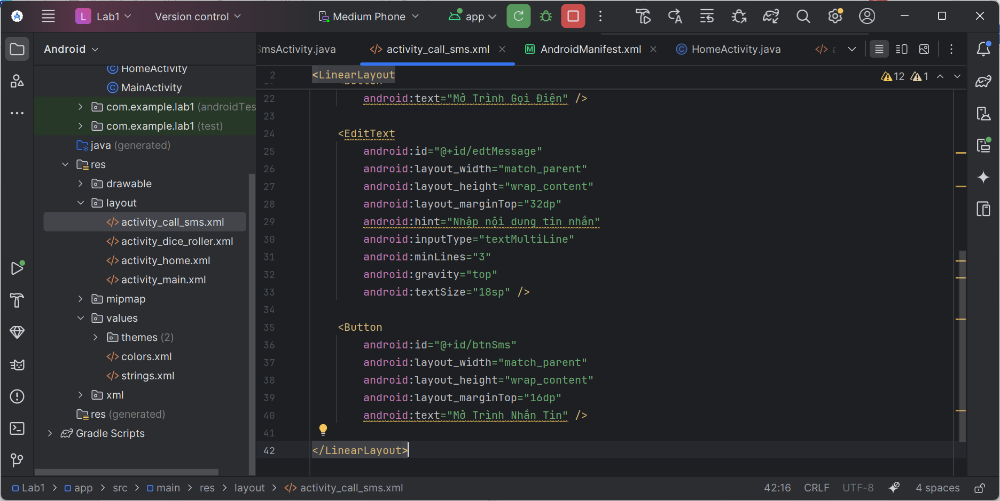 L Lab1 Version control Medium Phone app
Android
SmsActivity.java activity_call_sms.xml AndroidManifest.xml HomeActivity.java
HomeActivity
MainActivity
com.example.lab1 (androidTes
com.example.lab1 (test)
java (generated)
res
drawable
layout
activity_call_sms.xml
activity_dice_roller.xml
activity_home.xml
activity_main.xml
mipmap
values
themes (2)
colors.xml
strings.xml
xml
res (generated)
Gradle Scripts
2 <LinearLayout
12 1
22 android:text="Mở Trình Gọi Điện" />
23
24 <EditText
25 android:id="@+id/edtMessage"
26 android:layout_width="match_parent"
27 android:layout_height="wrap_content"
28 android:layout_marginTop="32dp"
29 android:hint="Nhập nội dung tin nhắn"
30 android:inputType="textMultiLine"
31 android:minLines="3"
32 android:gravity="top"
33 android:textSize="18sp" />
34
35 <Button
36 android:id="@+id/btnSms"
37 android:layout_width="match_parent"
38 android:layout_height="wrap_content"
39 android:layout_marginTop="16dp"
40 android:text="Mở Trình Nhắn Tin" />
41
42 </LinearLayout>
Lab1 > app > src > main > res > layout > activity_call_sms.xml
42:16 CRLF UTF-8 4 spaces